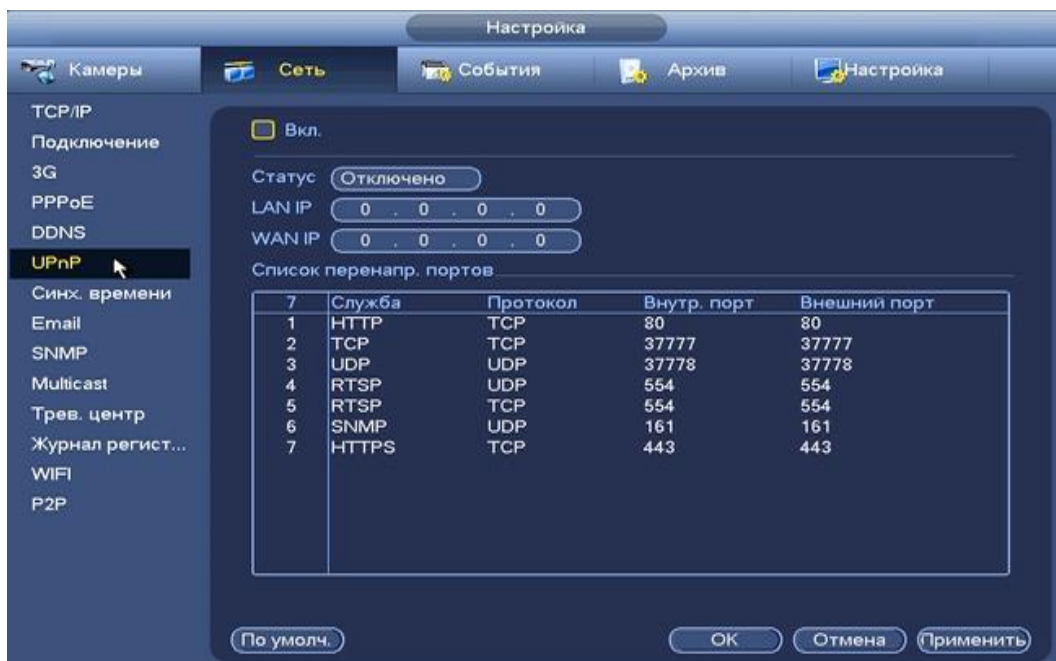 Настройка
Камеры Сеть События Архив Настройка
TCP/IP
Подключение
3G
PPPoE
DDNS
UPnP
Синх. времени
Email
SNMP
Multicast
Трев. центр
Журнал регист...
WIFI
P2P
Вкл.
Статус Отключено
LAN IP 0 . 0 . 0 . 0
WAN IP 0 . 0 . 0 . 0
Список перенапр. портов
7 Служба Протокол Внутр. порт Внешний порт
1 HTTP TCP 80 80
2 TCP TCP 37777 37777
3 UDP UDP 37778 37778
4 RTSP UDP 554 554
5 RTSP TCP 554 554
6 SNMP UDP 161 161
7 HTTPS TCP 443 443
По умолч. OK Отмена Применить